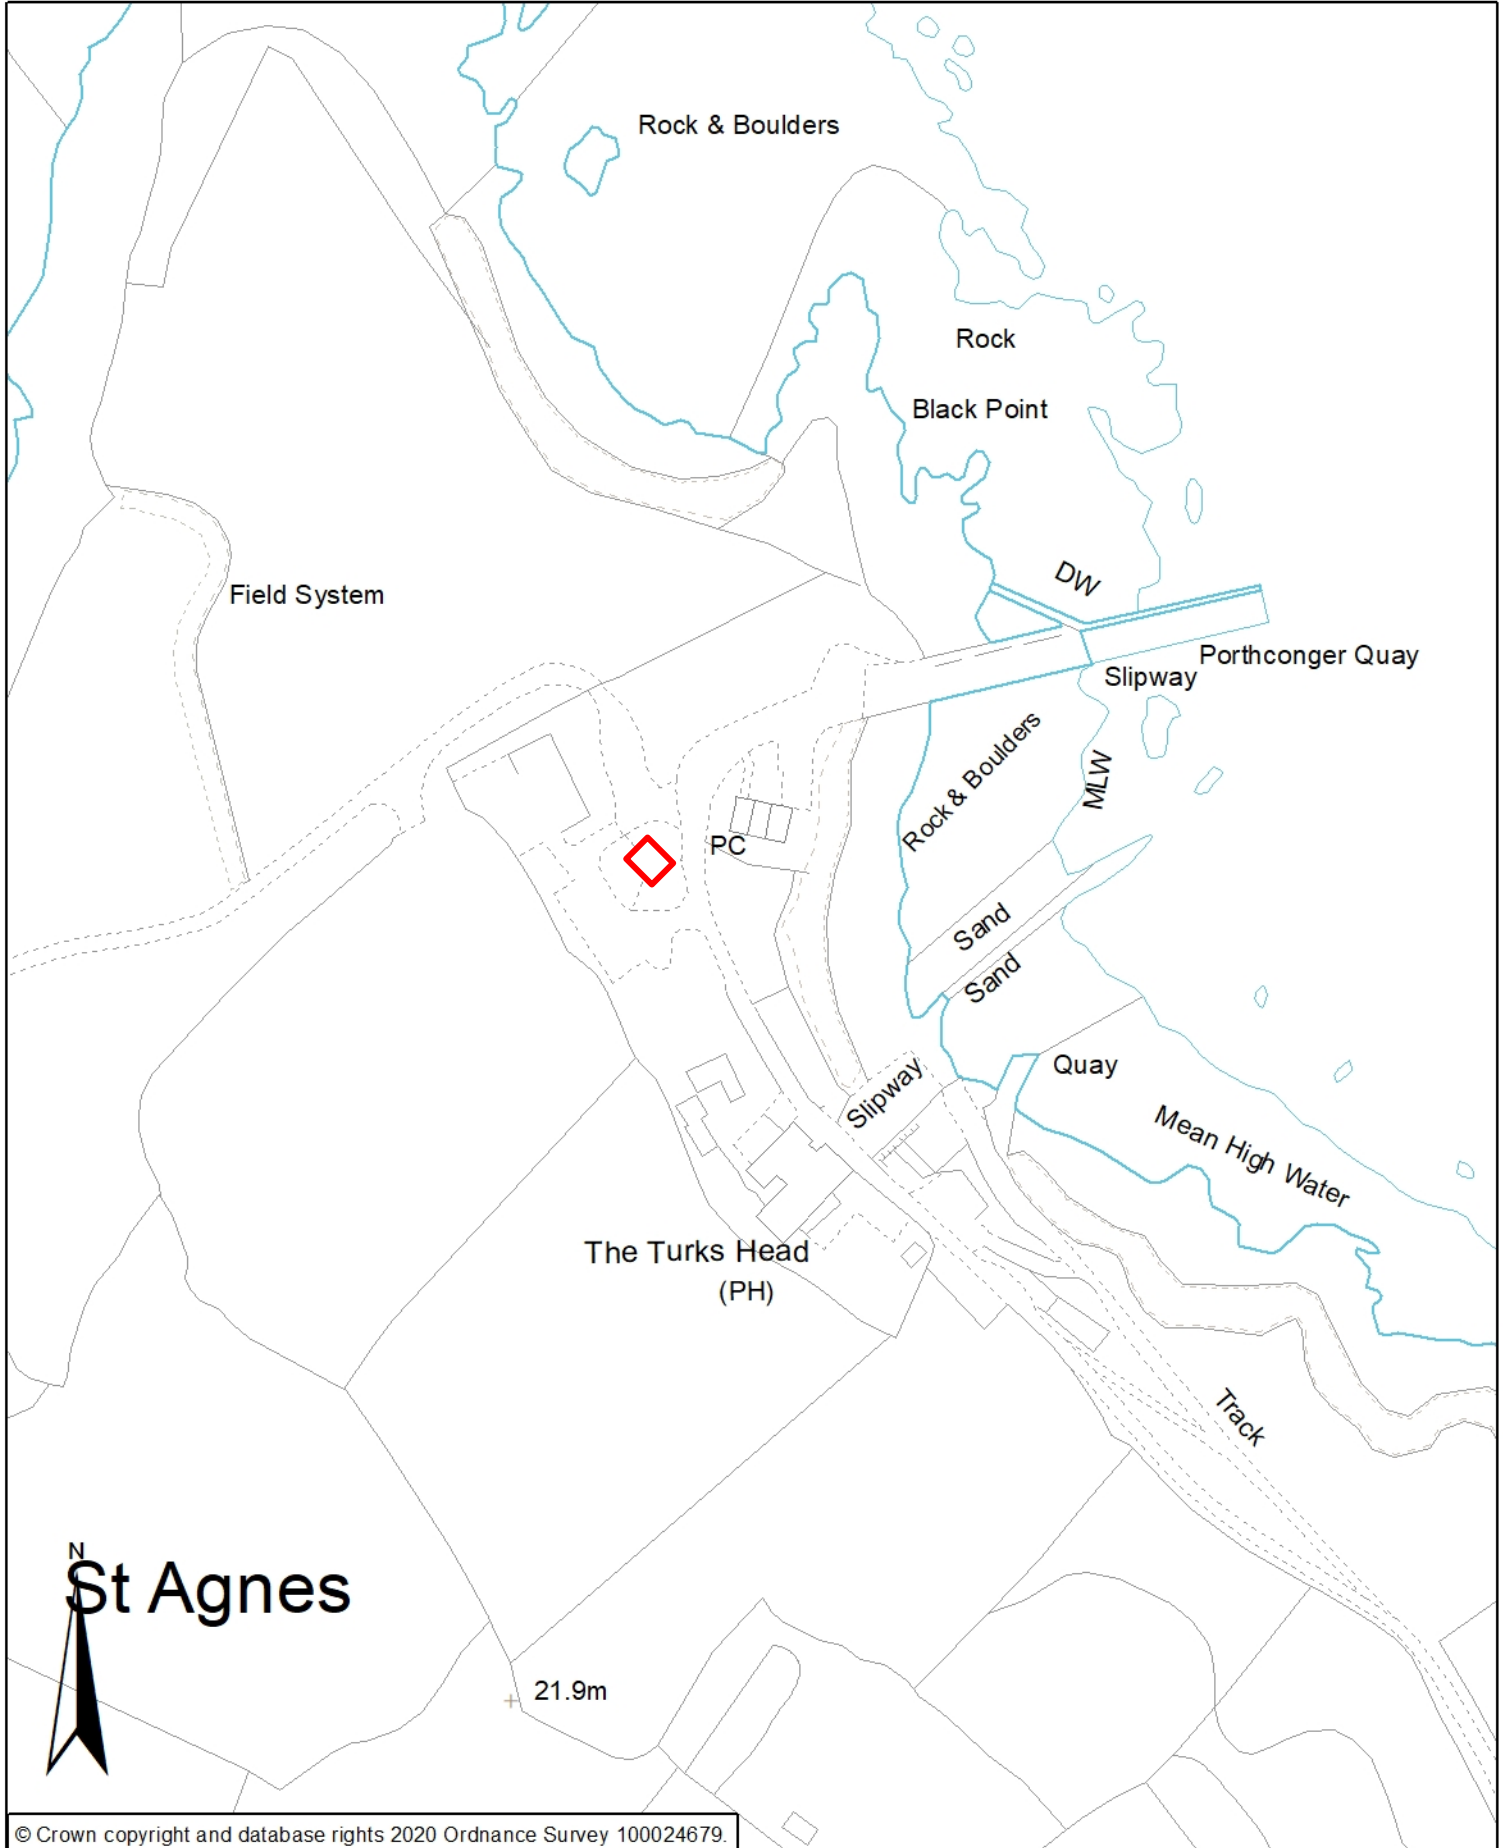 Rock & Boulders
Rock
Black Point
DW
Field System
Porthconger Quay
Slipway
Rock & Boulders
MLW
PC
Sand
Sand
Quay
Slipway
Mean High Water
The Turks Head
(PH)
Track
N
St Agnes
21.9m
© Crown copyright and database rights 2020 Ordnance Survey 100024679.